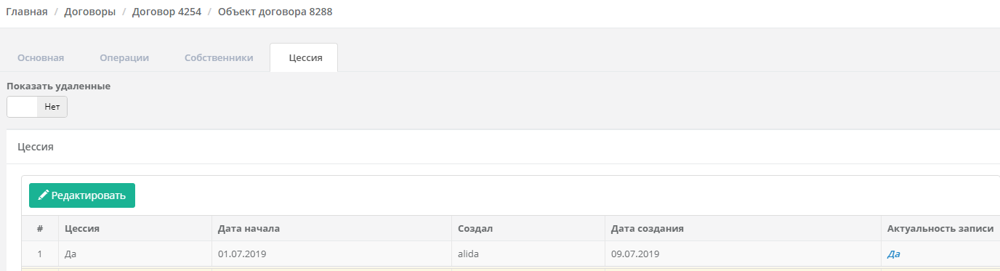 Главная / Договоры / Договор 4254 / Объект договора 8288
Основная Операции Собственники Цессия
Показать удаленные
Нет
Цессия
Редактировать
# Цессия Дата начала Создал Дата создания Актуальность записи
1 Да 01.07.2019 alida 09.07.2019 Да